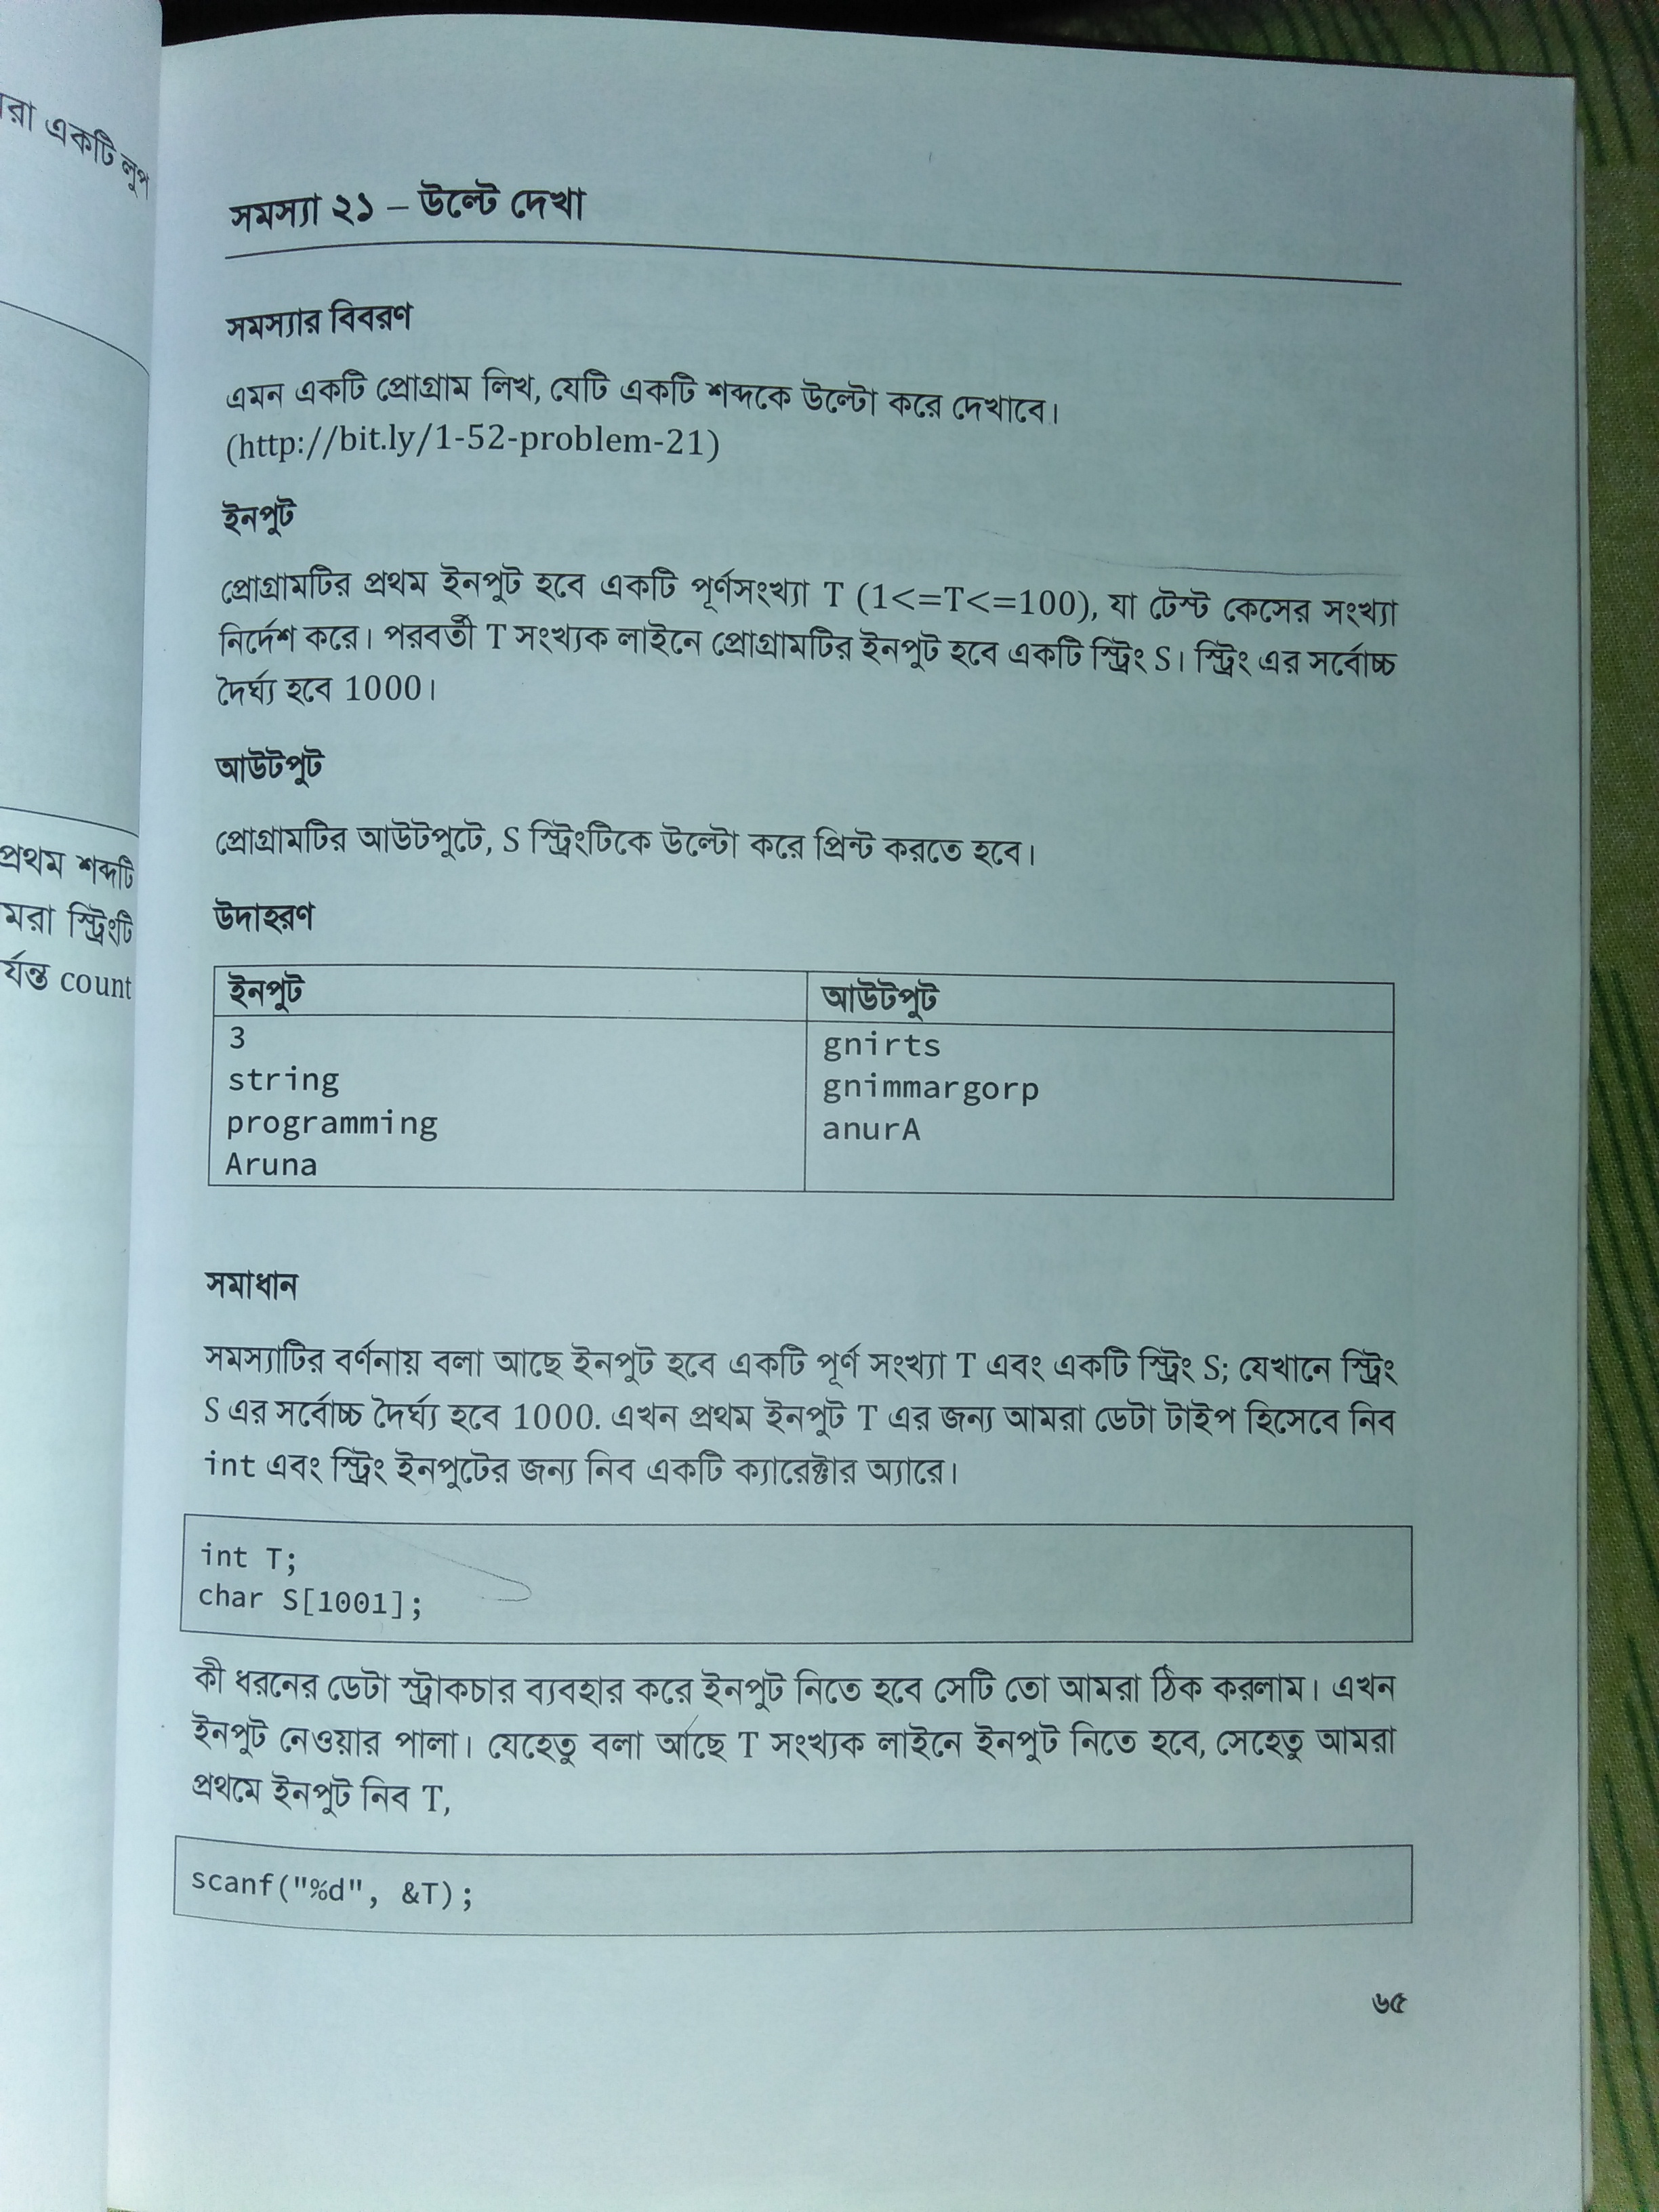 রা একটি লুপ
প্রথম শব্দটি
মরা স্ট্রিংটি
র্যন্ত count
সমস্যা ২১ – উল্টে দেখা
সমস্যার বিবরণ
এমন একটি প্রোগ্রাম লিখ, যেটি একটি শব্দকে উল্টো করে দেখাবে।
(http://bit.ly/1-52-problem-21)
ইনপুট
প্রোগ্রামটির প্রথম ইনপুট হবে একটি পূর্ণসংখ্যা T (1<=T<=100), যা টেস্ট কেসের সংখ্যা
নির্দেশ করে। পরবর্তী T সংখ্যক লাইনে প্রোগ্রামটির ইনপুট হবে একটি স্ট্রিং S। স্ট্রিং এর সর্বোচ্চ
দৈর্ঘ্য হবে 1000।
আউটপুট
প্রোগ্রামটির আউটপুটে, S স্ট্রিংটিকে উল্টো করে প্রিন্ট করতে হবে।
উদাহরণ
ইনপুট
3
string
programming
Aruna
আউটপুট
gnirts
gnimmargorp
anurA
সমাধান
সমস্যাটির বর্ণনায় বলা আছে ইনপুট হবে একটি পূর্ণ সংখ্যা T এবং একটি স্ট্রিং S; যেখানে স্ট্রিং
S এর সর্বোচ্চ দৈর্ঘ্য হবে 1000. এখন প্রথম ইনপুট T এর জন্য আমরা ডেটা টাইপ হিসেবে নিব
int এবং স্ট্রিং ইনপুটের জন্য নিব একটি ক্যারেক্টার অ্যারে।
int T;
char S[1001];
কী ধরনের ডেটা স্ট্রাকচার ব্যবহার করে ইনপুট নিতে হবে সেটি তো আমরা ঠিক করলাম। এখন
ইনপুট নেওয়ার পালা। যেহেতু বলা আছে T সংখ্যক লাইনে ইনপুট নিতে হবে, সেহেতু আমরা
প্রথমে ইনপুট নিব T,
scanf("%d", &T);
৬৫